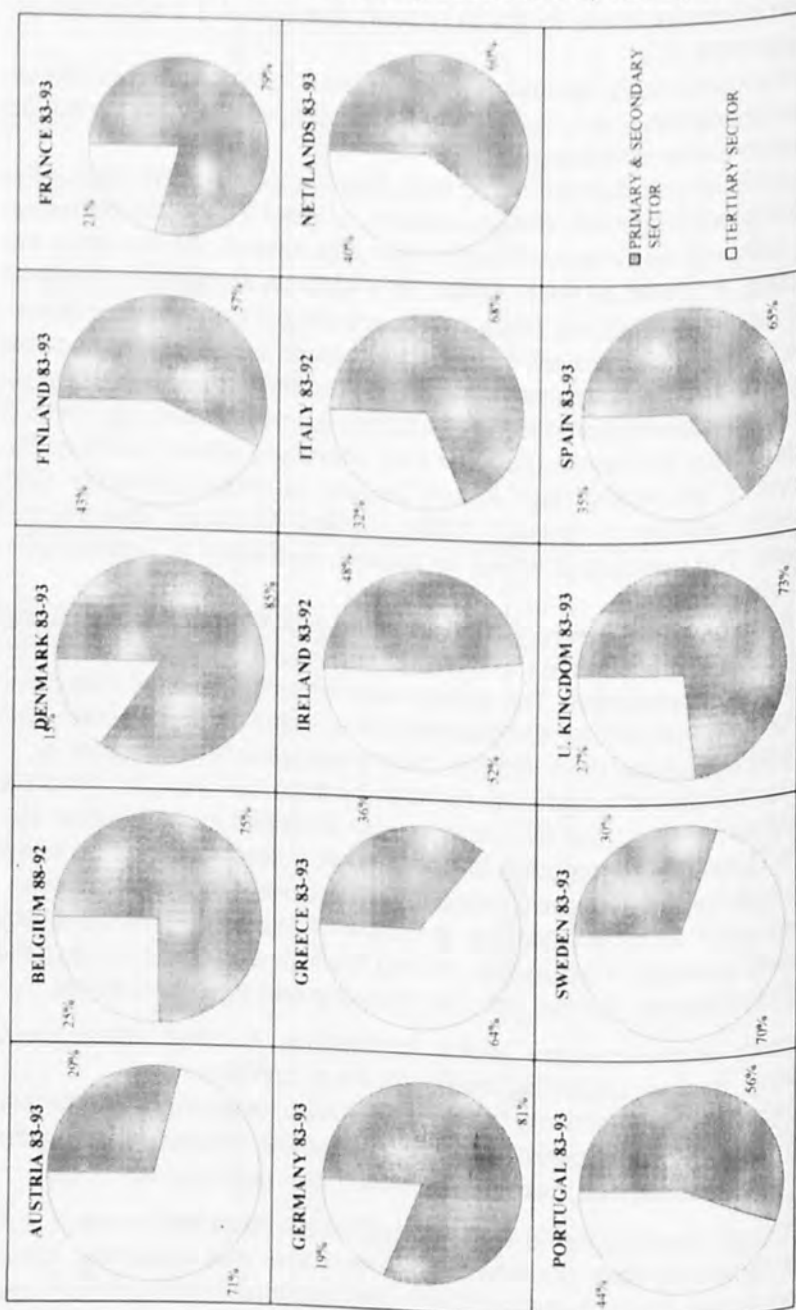 AUSTRIA 83-93
29%
71%
BELGIUM 88-92
25%
75%
DENMARK 83-93
85%
FINLAND 83-93
43%
57%
FRANCE 83-93
21%
79%
GERMANY 83-93
19%
81%
GREECE 83-93
36%
64%
IRELAND 83-92
48%
52%
ITALY 83-92
32%
68%
NET/LANDS 83-93
40%
60%
PORTUGAL 83-93
44%
56%
SWEDEN 83-93
30%
70%
U. KINGDOM 83-93
27%
73%
SPAIN 83-93
35%
65%
PRIMARY & SECONDARY
SECTOR
TERTIARY SECTOR